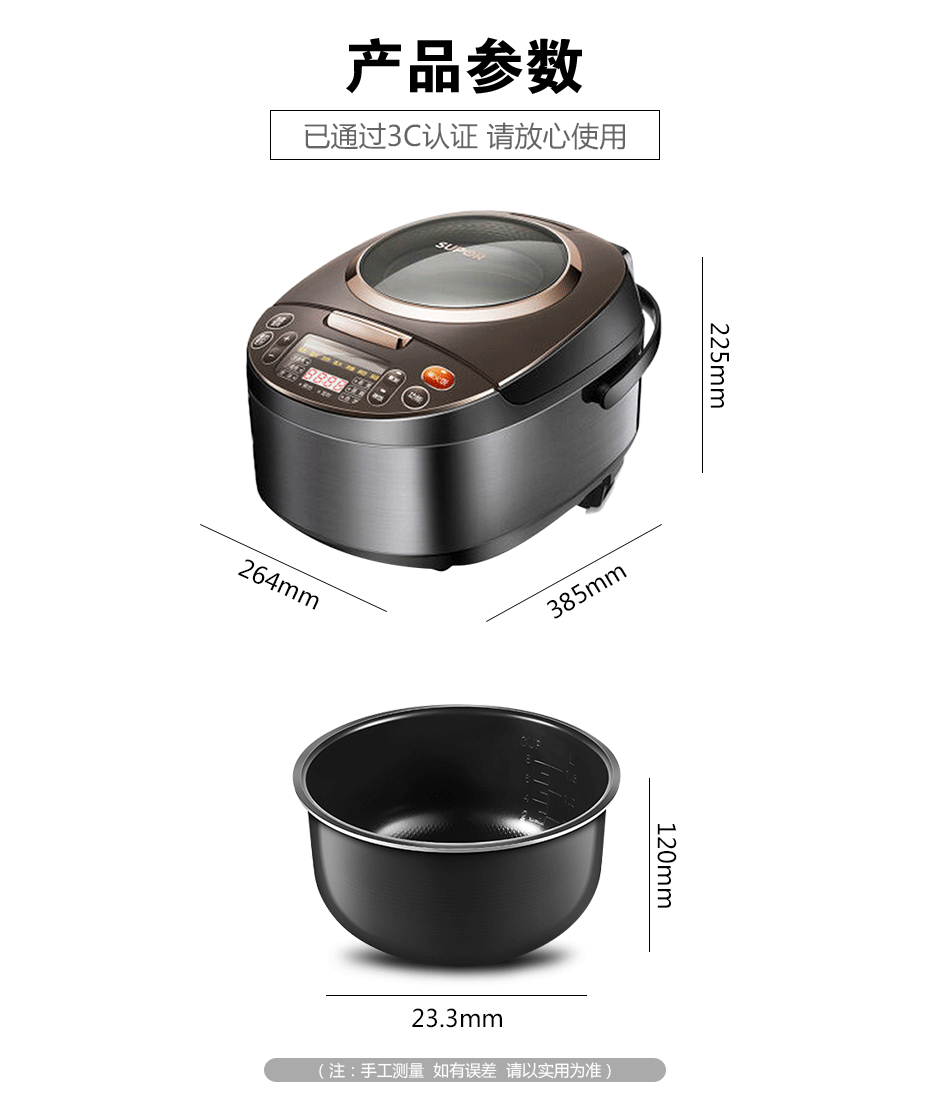 产品参数
已通过3C认证 请放心使用
SUPOR
225mm
264mm
385mm
CUP
120mm
23.3mm
(注：手工测量 如有误差 请以实用为准)